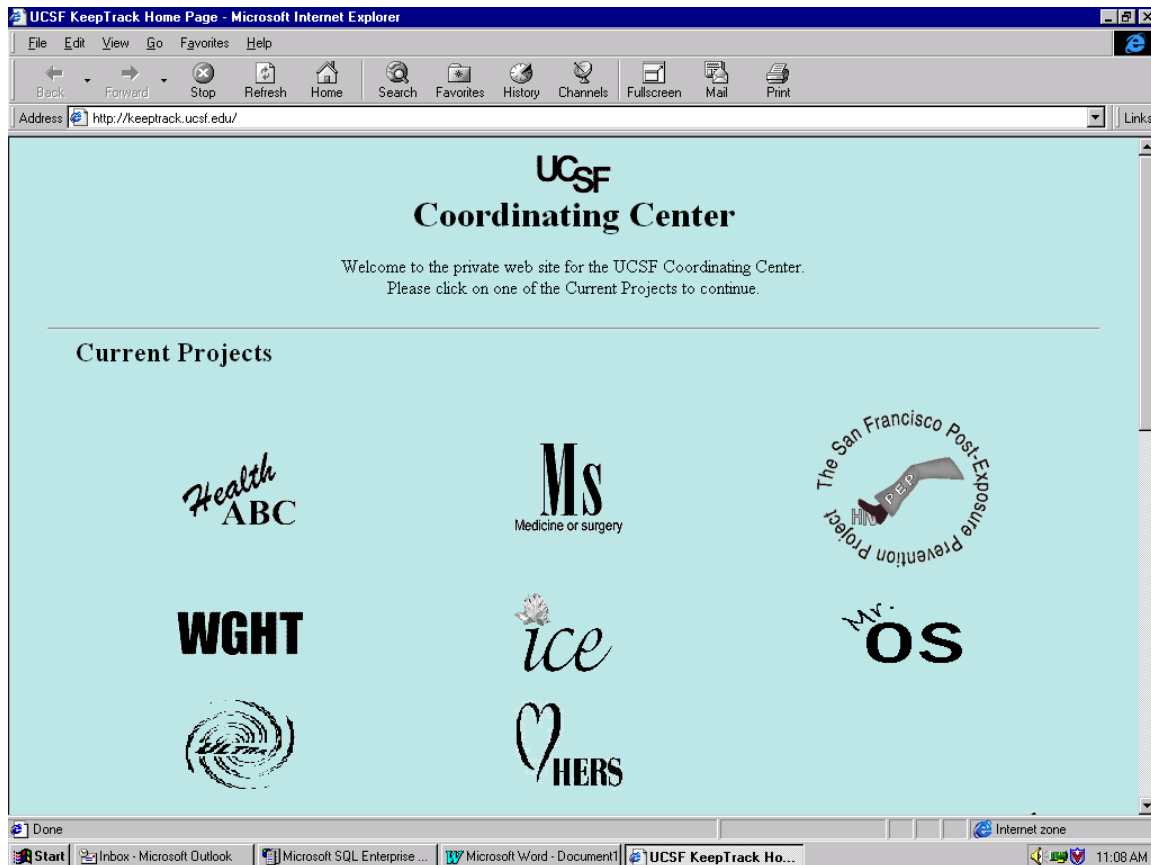 UCSF KeepTrack Home Page - Microsoft Internet Explorer
File Edit View Go Favorites Help
Back Forward Stop Refresh Home Search Favorites History Channels Fullscreen Mail Print
Address http://keeptrack.ucsf.edu/ Links
UCSF
Coordinating Center
Welcome to the private web site for the UCSF Coordinating Center.
Please click on one of the Current Projects to continue.
Current Projects
Health ABC
Ms
Medicine or surgery
The San Francisco Post-Exposure Prevention Project
PEP
WGHT
ice
Mr. OS
ULTRA
HERS
Done Internet zone
Start Inbox - Microsoft Outlook Microsoft SQL Enterprise ... Microsoft Word - Document1 UCSF KeepTrack Ho... 11:08 AM